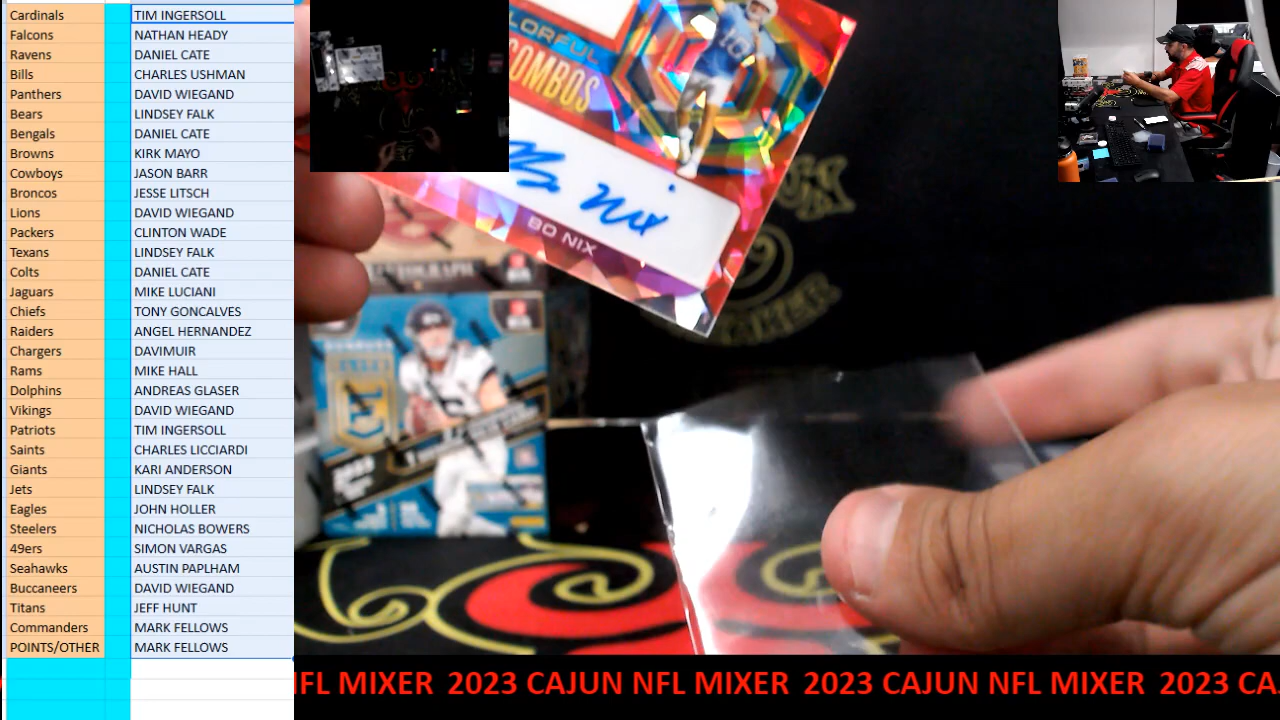 Cardinals TIM INGERSOLL
Falcons NATHAN HEADY
Ravens DANIEL CATE
Bills CHARLES USHMAN
Panthers DAVID WIEGAND
Bears LINDSEY FALK
Bengals DANIEL CATE
Browns KIRK MAYO
Cowboys JASON BARR
Broncos JESSE LITSCH
Lions DAVID WIEGAND
Packers CLINTON WADE
Texans LINDSEY FALK
Colts DANIEL CATE
Jaguars MIKE LUCIANI
Chiefs TONY GONCALVES
Raiders ANGEL HERNANDEZ
Chargers DAVIMUIR
Rams MIKE HALL
Dolphins ANDREAS GLASER
Vikings DAVID WIEGAND
Patriots TIM INGERSOLL
Saints CHARLES LICCIARDI
Giants KARI ANDERSON
Jets LINDSEY FALK
Eagles JOHN HOLLER
Steelers NICHOLAS BOWERS
49ers SIMON VARGAS
Seahawks AUSTIN PAPLHAM
Buccaneers DAVID WIEGAND
Titans JEFF HUNT
Commanders MARK FELLOWS
POINTS/OTHER MARK FELLOWS
LORFUL
COMBOS
Bo Nix
BO NIX
IFL MIXER 2023 CAJUN NFL MIXER 2023 CAJUN NFL MIXER 2023 CA